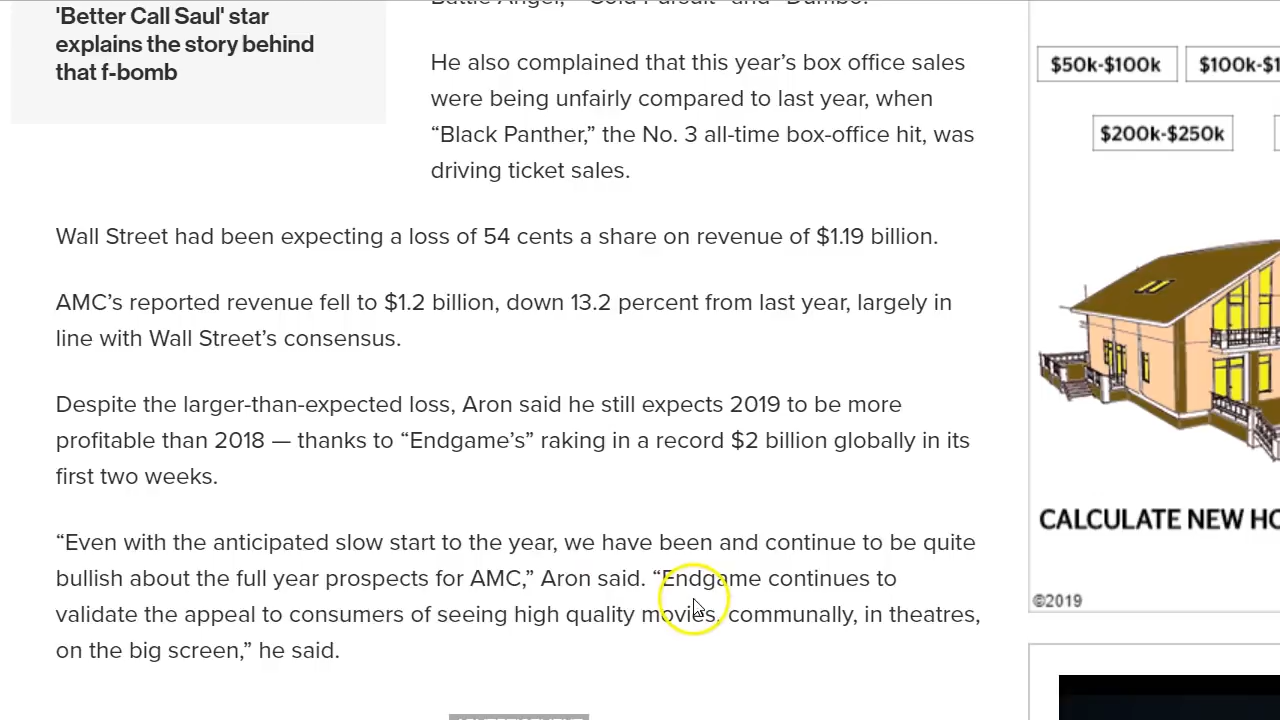 'Better Call Saul' star
explains the story behind
that f-bomb
Battle Angel," "Cold Pursuit" and "Dumbo."
He also complained that this year’s box office sales
were being unfairly compared to last year, when
“Black Panther,” the No. 3 all-time box-office hit, was
driving ticket sales.
Wall Street had been expecting a loss of 54 cents a share on revenue of $1.19 billion.
AMC’s reported revenue fell to $1.2 billion, down 13.2 percent from last year, largely in
line with Wall Street’s consensus.
Despite the larger-than-expected loss, Aron said he still expects 2019 to be more
profitable than 2018 — thanks to “Endgame’s” raking in a record $2 billion globally in its
first two weeks.
“Even with the anticipated slow start to the year, we have been and continue to be quite
bullish about the full year prospects for AMC,” Aron said. “Endgame continues to
validate the appeal to consumers of seeing high quality movies, communally, in theatres,
on the big screen,” he said.
ADVERTISEMENT
$50k-$100k
$100k-$1
$200k-$250k
CALCULATE NEW HO
©2019